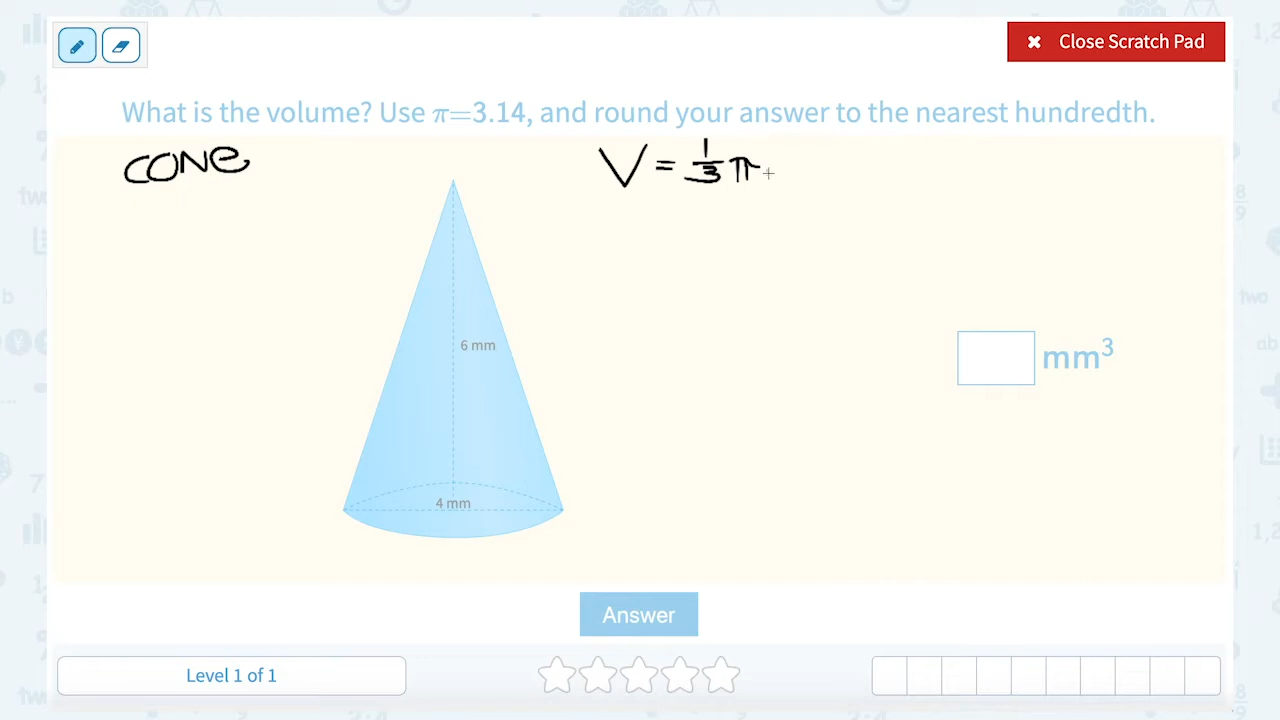 Close Scratch Pad
What is the volume? Use π=3.14, and round your answer to the nearest hundredth.
CONE
V = 1/3 π
6 mm
4 mm
mm³
Answer
Level 1 of 1